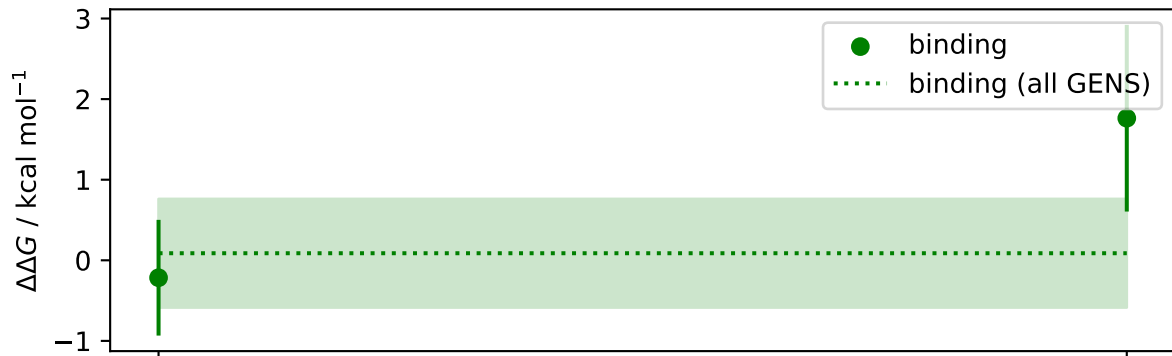 3
2
1
0
−1
ΔΔG / kcal mol⁻¹
binding
binding (all GENS)